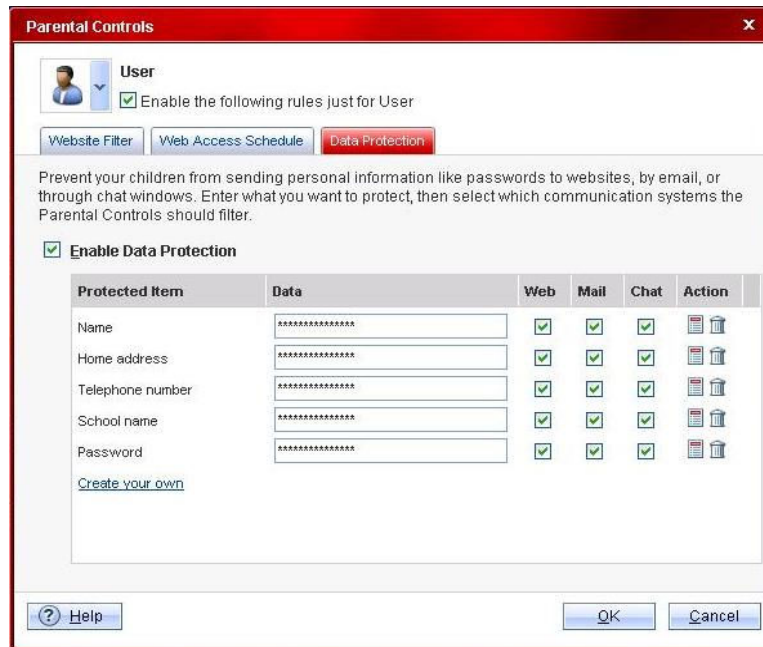 Parental Controls
x
User
Enable the following rules just for User
Website Filter Web Access Schedule Data Protection
Prevent your children from sending personal information like passwords to websites, by email, or
through chat windows. Enter what you want to protect, then select which communication systems the
Parental Controls should filter.
Enable Data Protection
Protected Item Data Web Mail Chat Action
Name ***************
Home address ***************
Telephone number ***************
School name ***************
Password ***************
Create your own
? Help OK Cancel